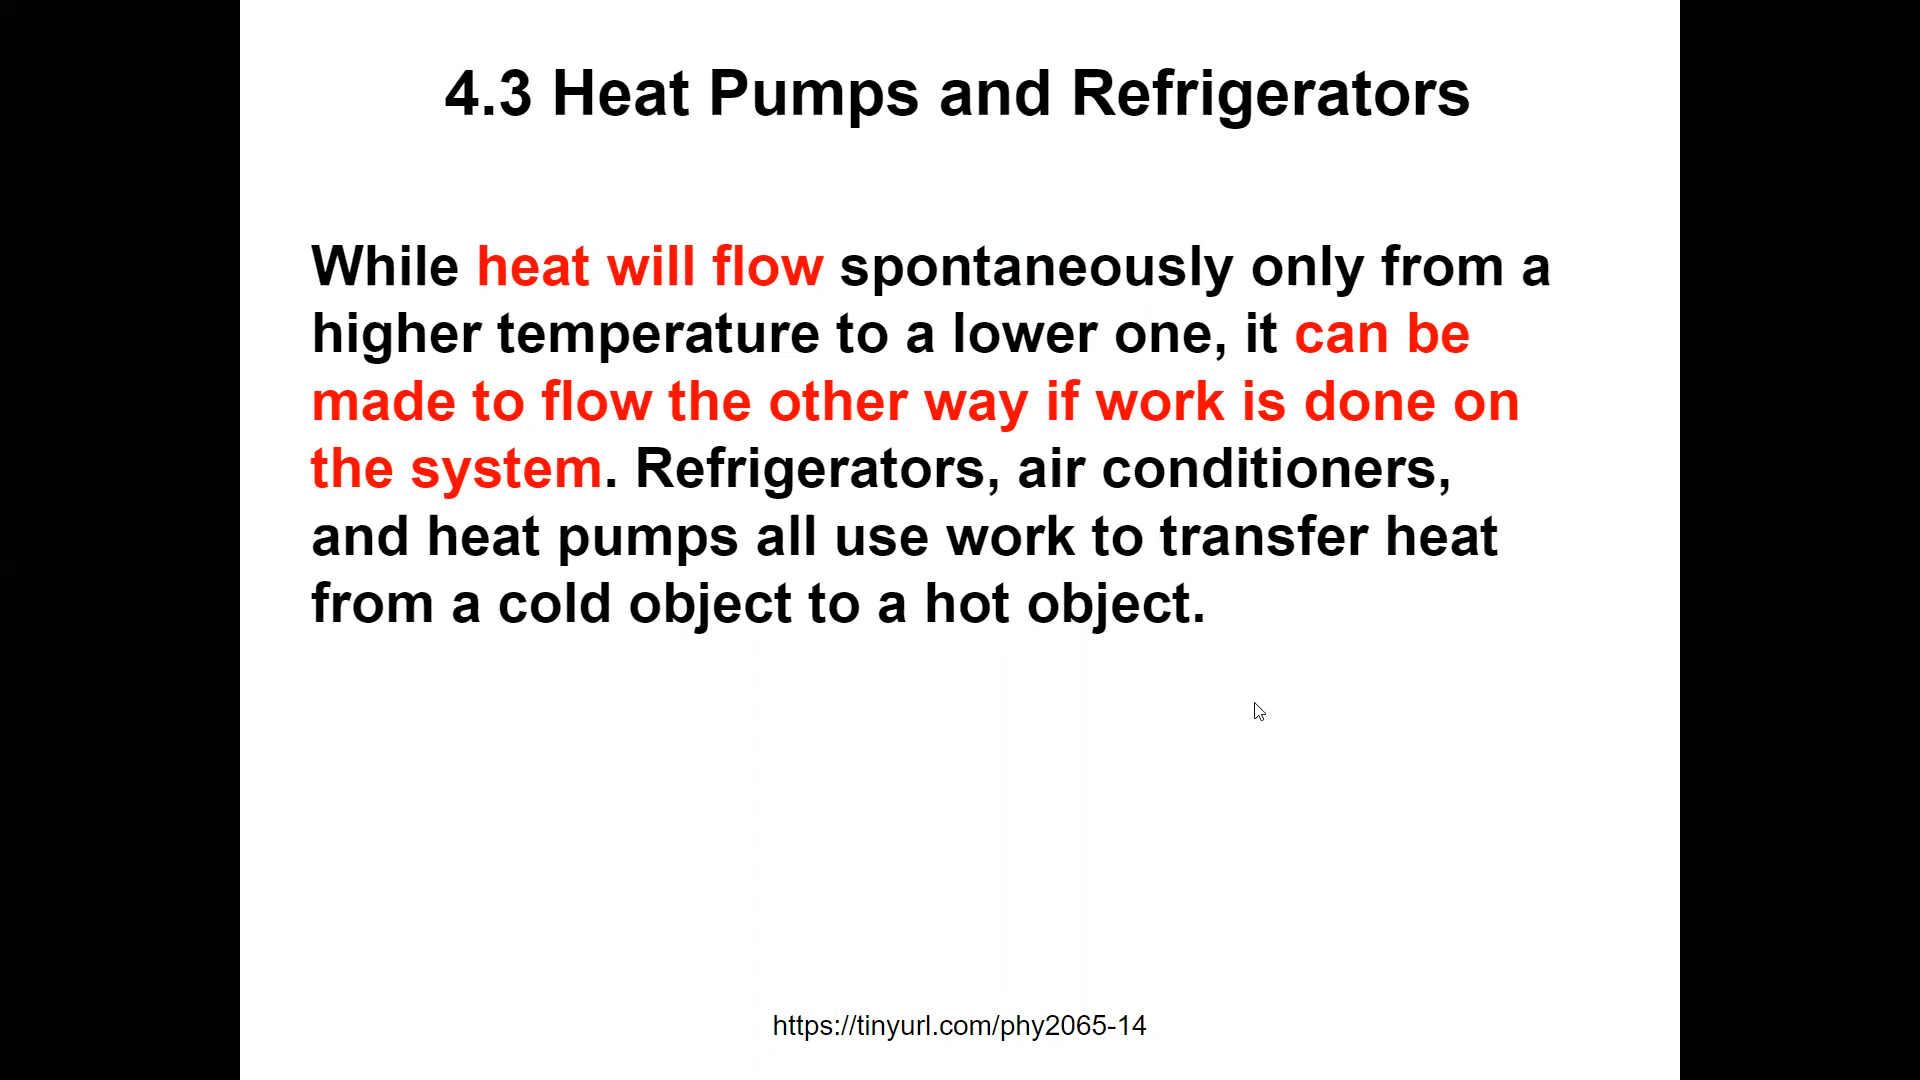 4.3 Heat Pumps and Refrigerators
While heat will flow spontaneously only from a
higher temperature to a lower one, it can be
made to flow the other way if work is done on
the system. Refrigerators, air conditioners,
and heat pumps all use work to transfer heat
from a cold object to a hot object.
https://tinyurl.com/phy2065-14